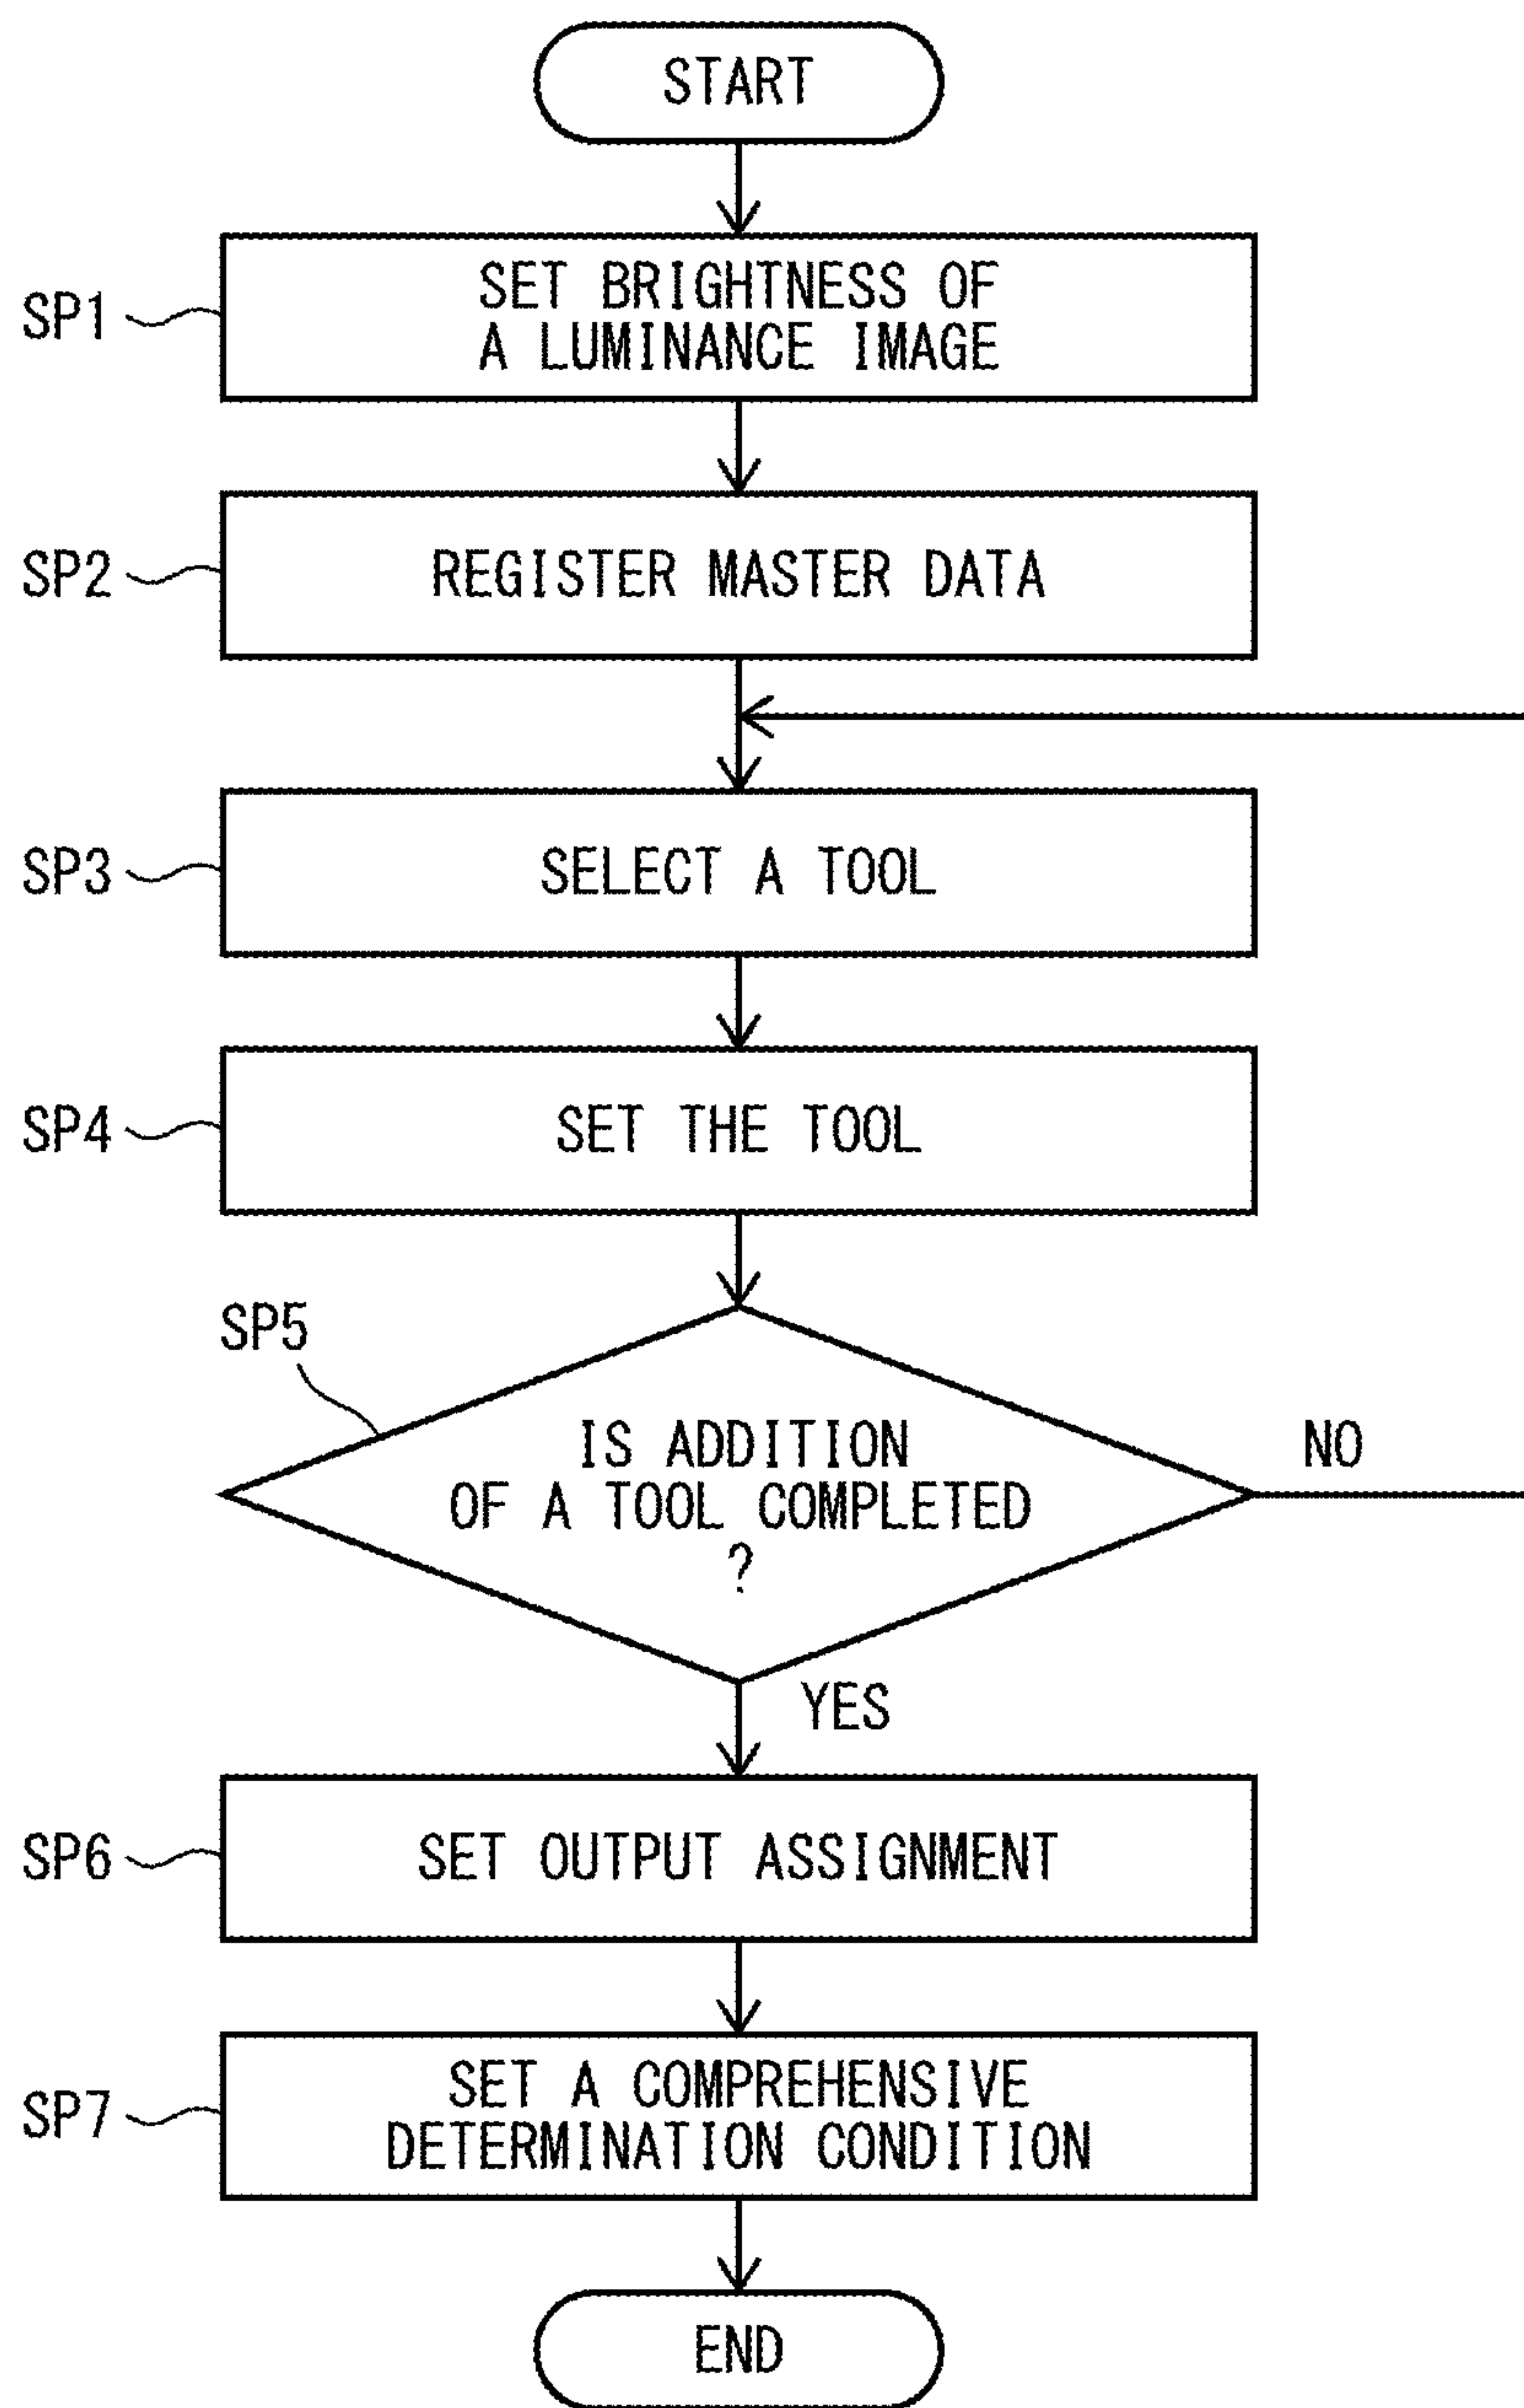 START
SP1
SET BRIGHTNESS OF
A LUMINANCE IMAGE
SP2
REGISTER MASTER DATA
SP3
SELECT A TOOL
SP4
SET THE TOOL
SP5
IS ADDITION
OF A TOOL COMPLETED
?
NO
YES
SP6
SET OUTPUT ASSIGNMENT
SP7
SET A COMPREHENSIVE
DETERMINATION CONDITION
END